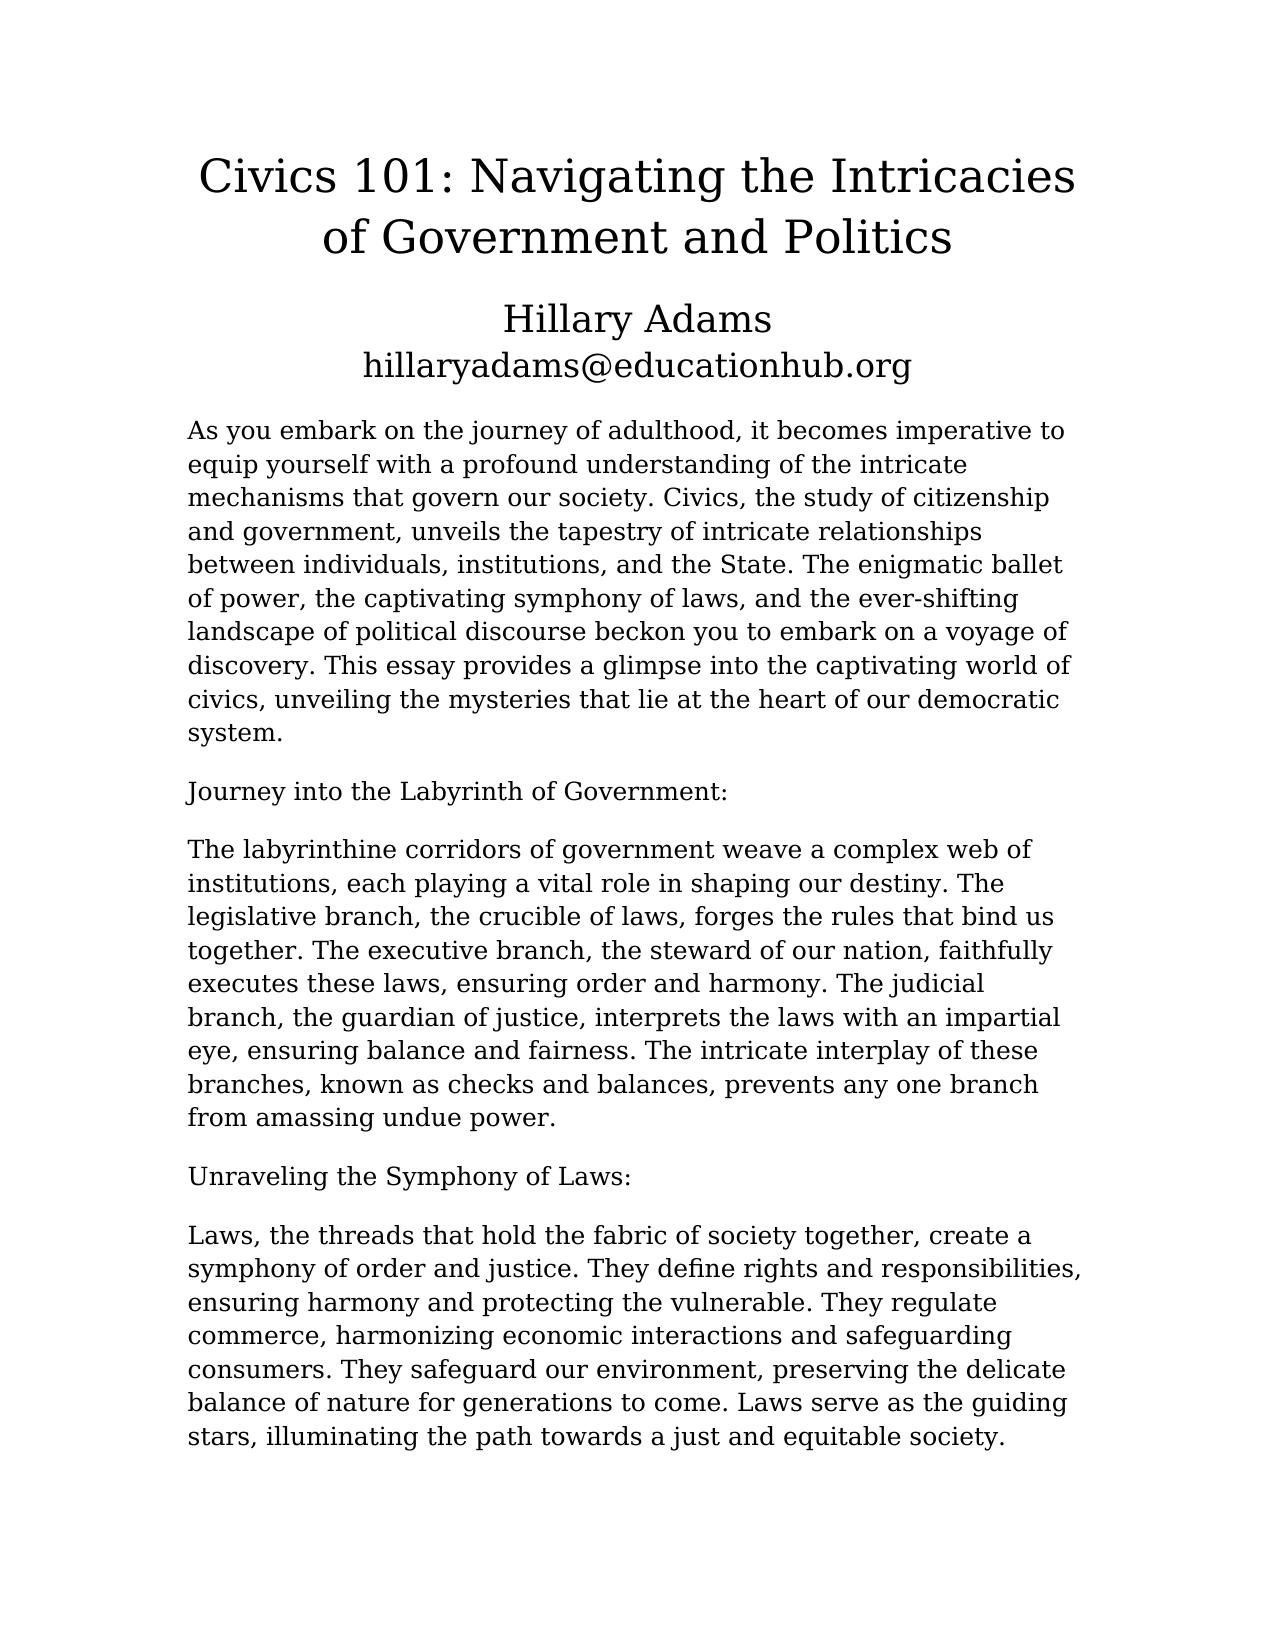 Civics 101: Navigating the Intricacies
of Government and Politics
Hillary Adams
hillaryadams@educationhub.org
As you embark on the journey of adulthood, it becomes imperative to
equip yourself with a profound understanding of the intricate
mechanisms that govern our society. Civics, the study of citizenship
and government, unveils the tapestry of intricate relationships
between individuals, institutions, and the State. The enigmatic ballet
of power, the captivating symphony of laws, and the ever-shifting
landscape of political discourse beckon you to embark on a voyage of
discovery. This essay provides a glimpse into the captivating world of
civics, unveiling the mysteries that lie at the heart of our democratic
system.
Journey into the Labyrinth of Government:
The labyrinthine corridors of government weave a complex web of
institutions, each playing a vital role in shaping our destiny. The
legislative branch, the crucible of laws, forges the rules that bind us
together. The executive branch, the steward of our nation, faithfully
executes these laws, ensuring order and harmony. The judicial
branch, the guardian of justice, interprets the laws with an impartial
eye, ensuring balance and fairness. The intricate interplay of these
branches, known as checks and balances, prevents any one branch
from amassing undue power.
Unraveling the Symphony of Laws:
Laws, the threads that hold the fabric of society together, create a
symphony of order and justice. They define rights and responsibilities,
ensuring harmony and protecting the vulnerable. They regulate
commerce, harmonizing economic interactions and safeguarding
consumers. They safeguard our environment, preserving the delicate
balance of nature for generations to come. Laws serve as the guiding
stars, illuminating the path towards a just and equitable society.